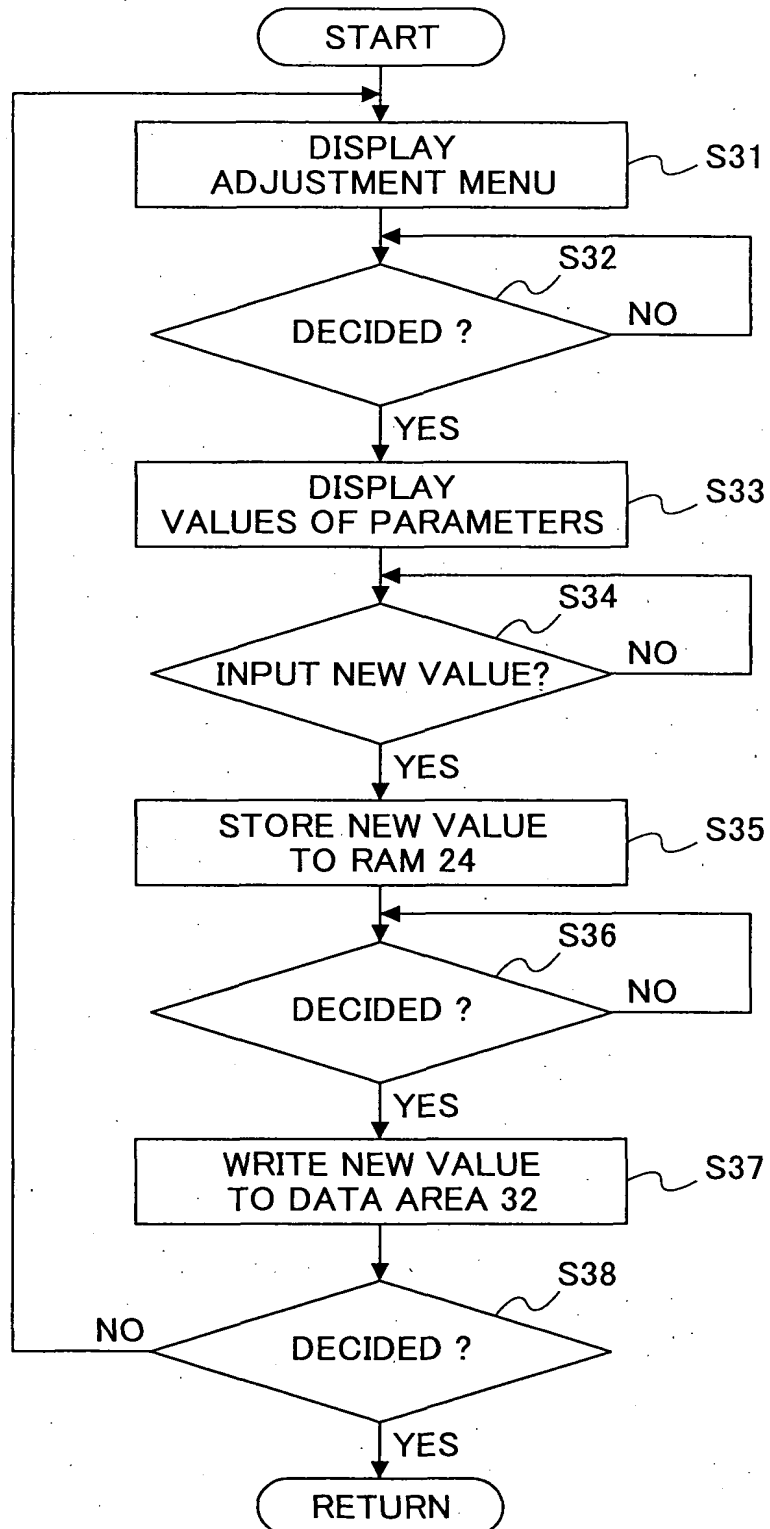 START
DISPLAY
ADJUSTMENT MENU
S31
S32
DECIDED ?
NO
YES
DISPLAY
VALUES OF PARAMETERS
S33
S34
INPUT NEW VALUE?
NO
YES
STORE NEW VALUE
TO RAM 24
S35
S36
DECIDED ?
NO
YES
WRITE NEW VALUE
TO DATA AREA 32
S37
S38
NO
DECIDED ?
YES
RETURN